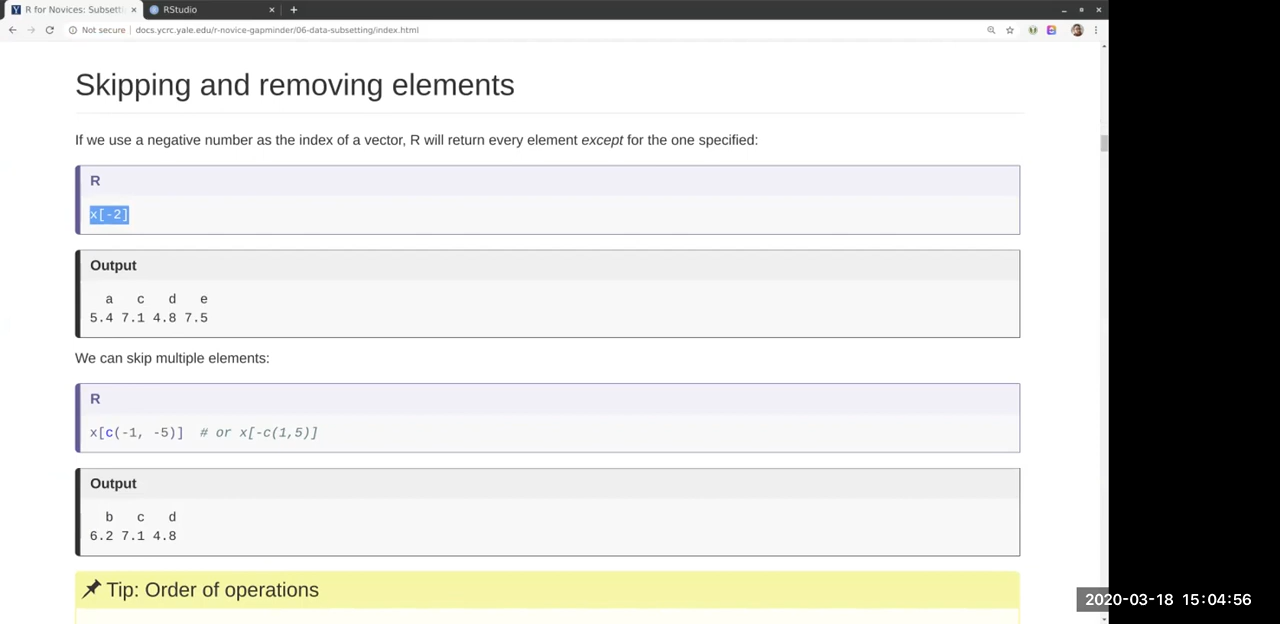 R for Novices: Subsetti
RStudio
Not secure | docs.ycrc.yale.edu/r-novice-gapminder/06-data-subsetting/index.html
Skipping and removing elements
If we use a negative number as the index of a vector, R will return every element except for the one specified:
R
x[-2]
Output
a c d e
5.4 7.1 4.8 7.5
We can skip multiple elements:
R
x[c(-1, -5)] # or x[-c(1,5)]
Output
b c d
6.2 7.1 4.8
Tip: Order of operations
2020-03-18 15:04:56